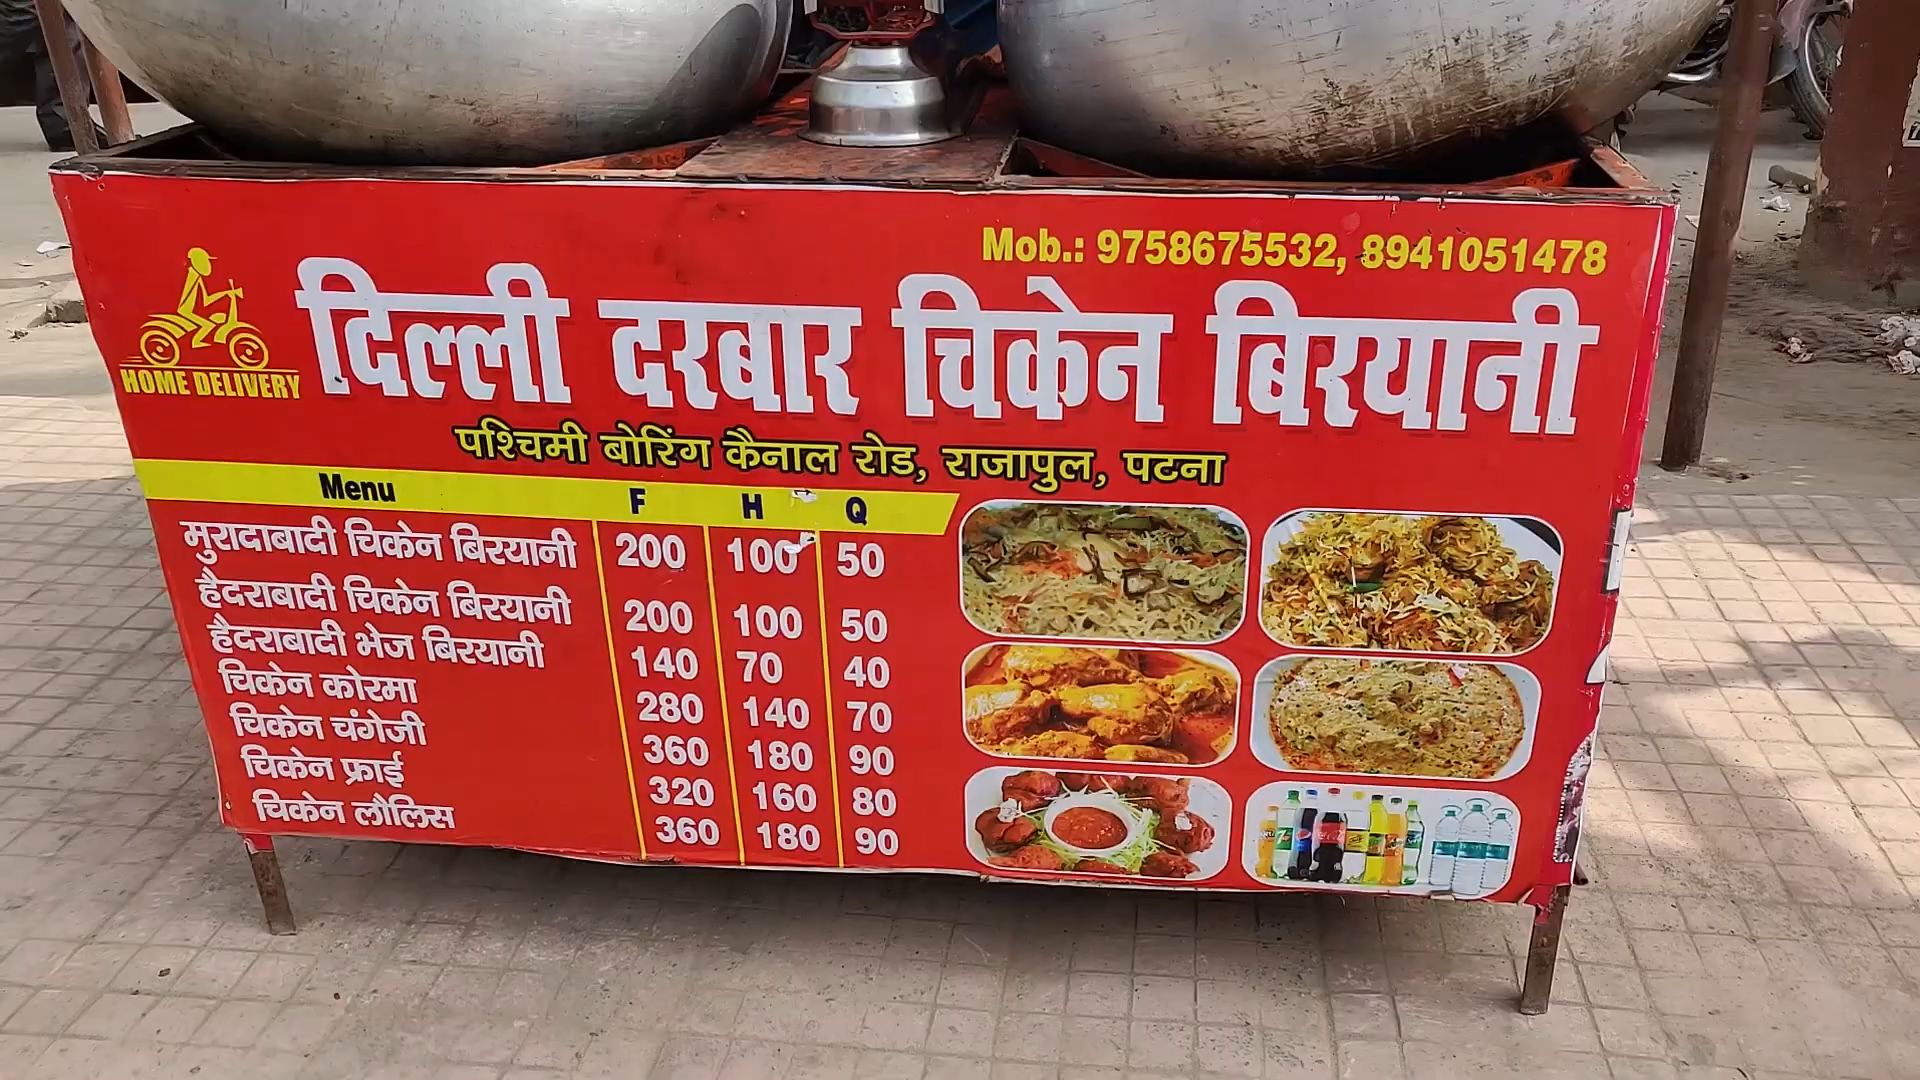 Mob.: 9758675532, 8941051478
HOME DELIVERY
दिल्ली दरबार चिकेन बिरयानी
पश्चिमी बोरिंग कैनाल रोड, राजापुल, पटना
Menu F H Q
मुरादाबादी चिकेन बिरयानी 200 100 50
हैदराबादी चिकेन बिरयानी 200 100 50
हैदराबादी भेज बिरयानी 140 70 40
चिकेन कोरमा 280 140 70
चिकेन चंगेजी 360 180 90
चिकेन फ्राई 320 160 80
चिकेन लौलिस 360 180 90